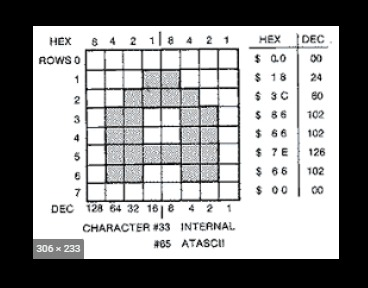 HEX 8 4 2 1 8 4 2 1 HEX DEC
ROWS 0 $ 00 00
1 $ 18 24
2 $ 3C 60
3 $ 66 102
4 $ 66 102
5 $ 7E 126
6 $ 66 102
7 $ 00 00
DEC 128 64 32 16 8 4 2 1
CHARACTER #33 INTERNAL
#65 ATASCII
306 × 233